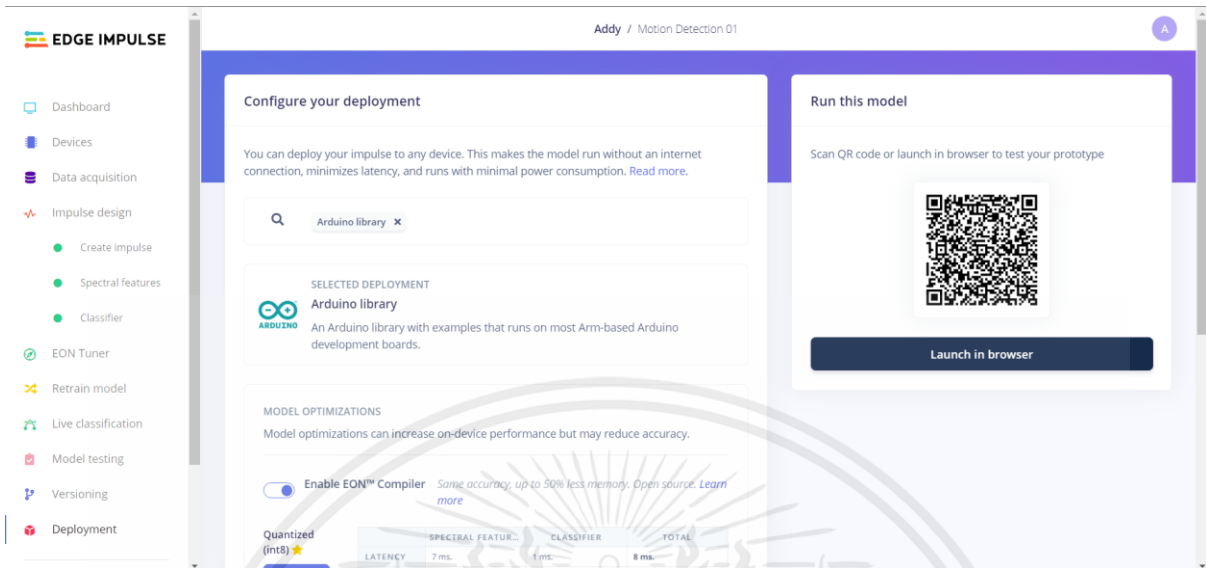 EDGE IMPULSE
Addy / Motion Detection 01
A
Dashboard
Devices
Data acquisition
Impulse design
Create impulse
Spectral features
Classifier
EON Tuner
Retrain model
Live classification
Model testing
Versioning
Deployment
Configure your deployment
You can deploy your impulse to any device. This makes the model run without an internet
connection, minimizes latency, and runs with minimal power consumption. Read more.
Arduino library ×
SELECTED DEPLOYMENT
Arduino library
ARDUINO
An Arduino library with examples that runs on most Arm-based Arduino
development boards.
MODEL OPTIMIZATIONS
Model optimizations can increase on-device performance but may reduce accuracy.
Enable EON™ Compiler Same accuracy, up to 50% less memory. Open source. Learn
more
Quantized
(int8)
SPECTRAL FEATUR... CLASSIFIER TOTAL
LATENCY 7 ms. 1 ms. 8 ms.
Run this model
Scan QR code or launch in browser to test your prototype
Launch in browser